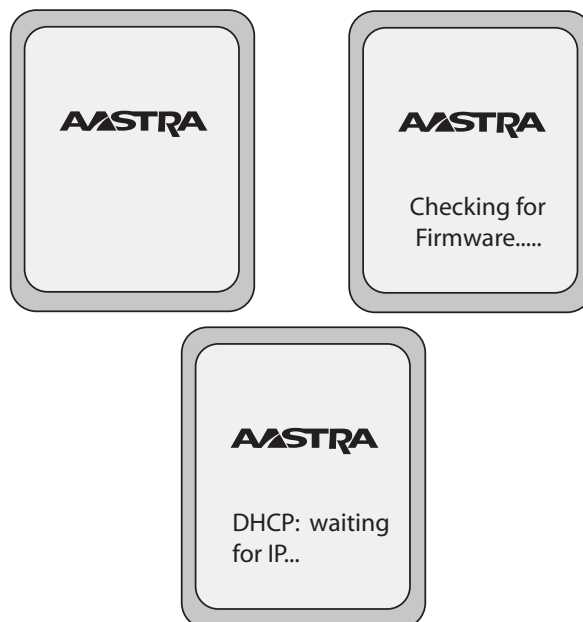 AASTRA
AASTRA
Checking for
Firmware.....
AASTRA
DHCP: waiting
for IP...